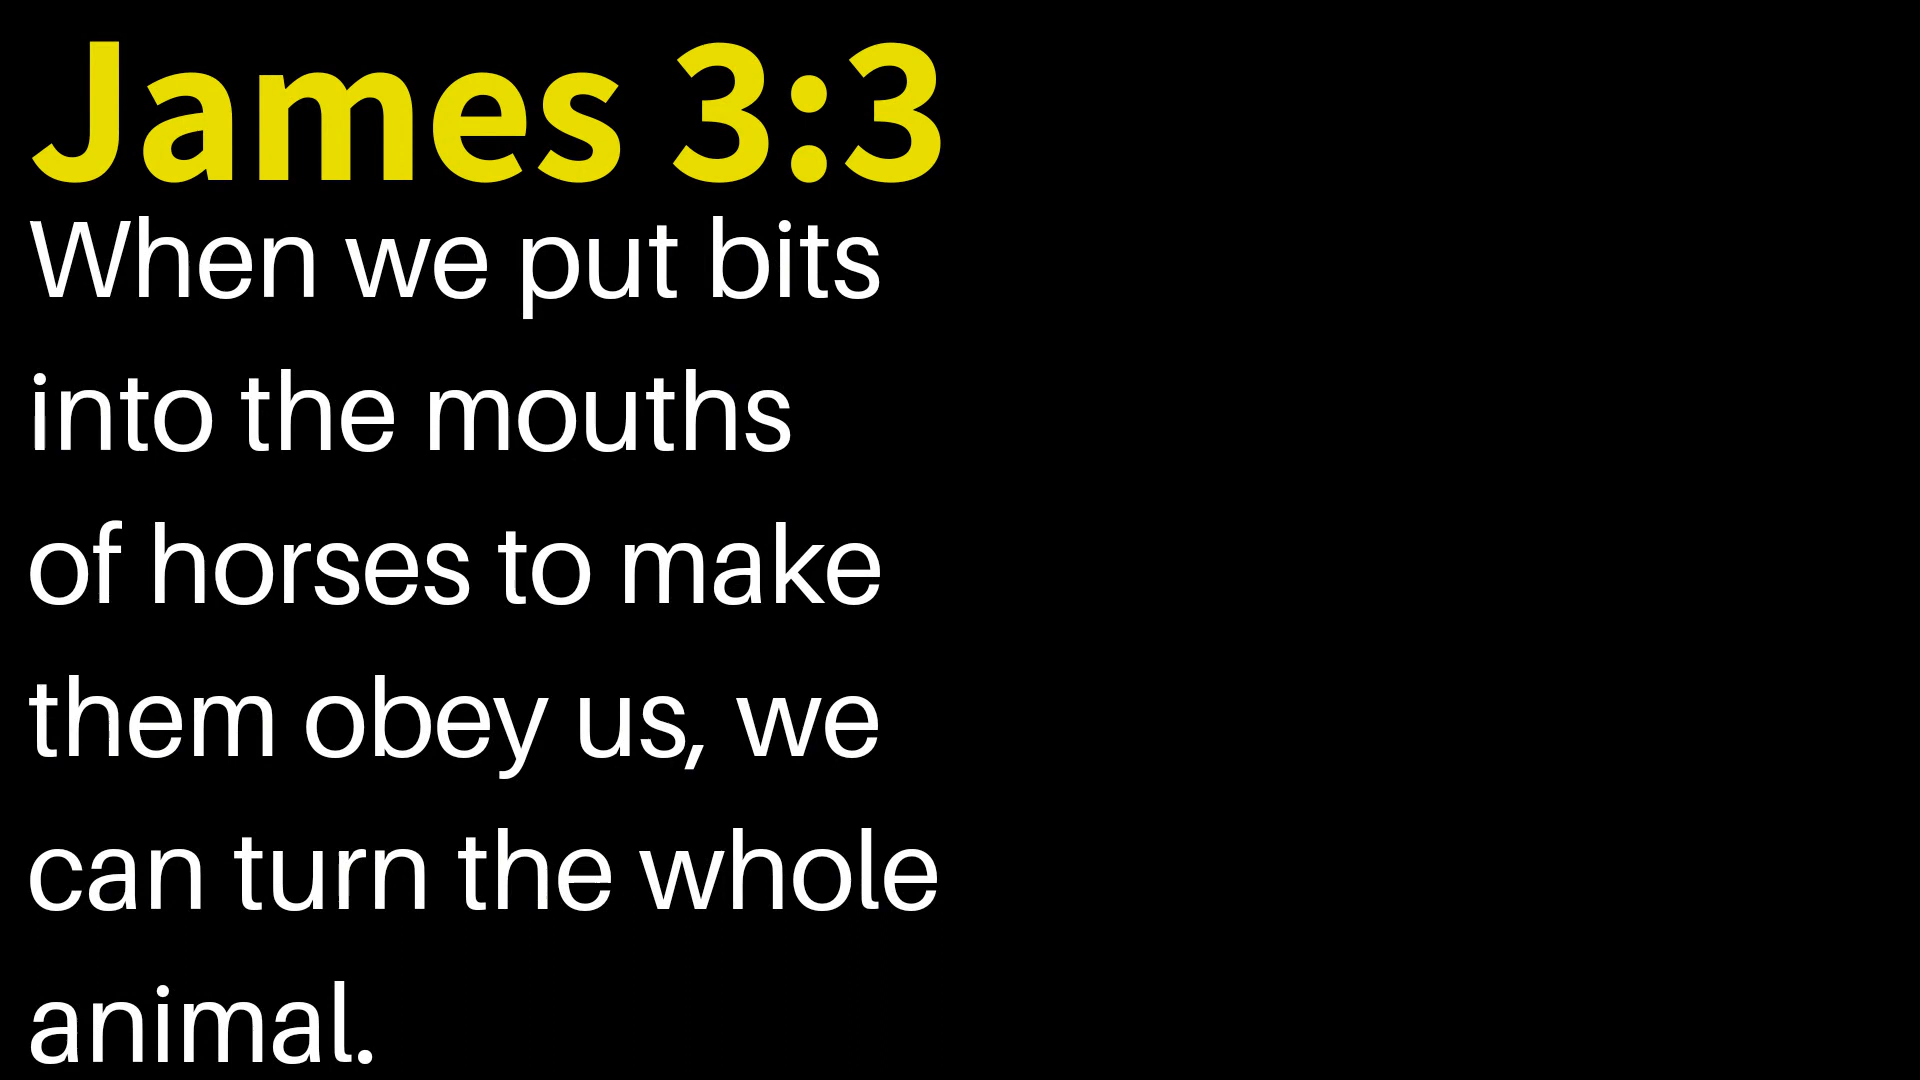 James 3:3
When we put bits
into the mouths
of horses to make
them obey us, we
can turn the whole
animal.